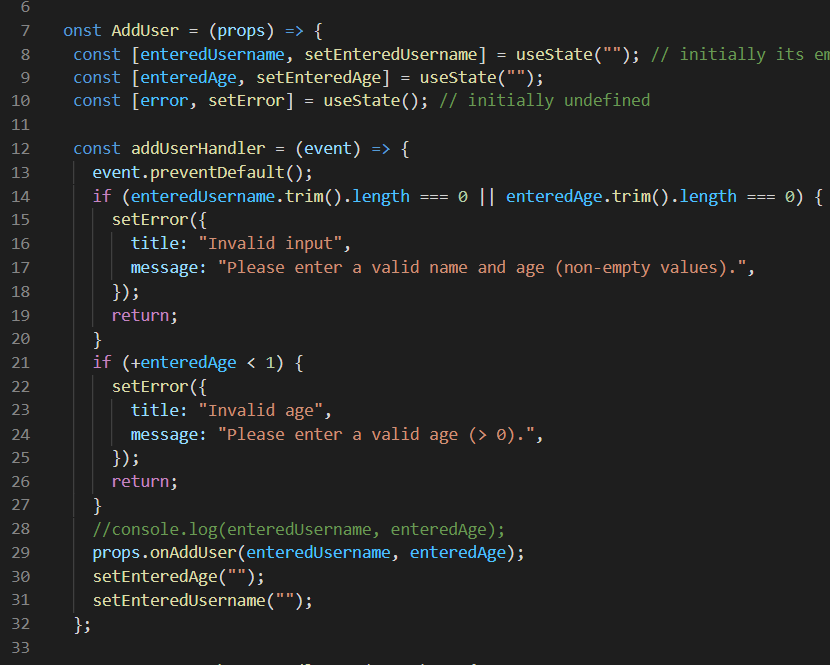 6
7 onst AddUser = (props) => {
8 const [enteredUsername, setEnteredUsername] = useState(""); // initially its
9 const [enteredAge, setEnteredAge] = useState("");
10 const [error, setError] = useState(); // initially undefined
11
12 const addUserHandler = (event) => {
13 event.preventDefault();
14 if (enteredUsername.trim().length === 0 || enteredAge.trim().length === 0) {
15 setError({
16 title: "Invalid input",
17 message: "Please enter a valid name and age (non-empty values).",
18 });
19 return;
20 }
21 if (+enteredAge < 1) {
22 setError({
23 title: "Invalid age",
24 message: "Please enter a valid age (> 0).",
25 });
26 return;
27 }
28 //console.log(enteredUsername, enteredAge);
29 props.onAddUser(enteredUsername, enteredAge);
30 setEnteredAge("");
31 setEnteredUsername("");
32 };
33